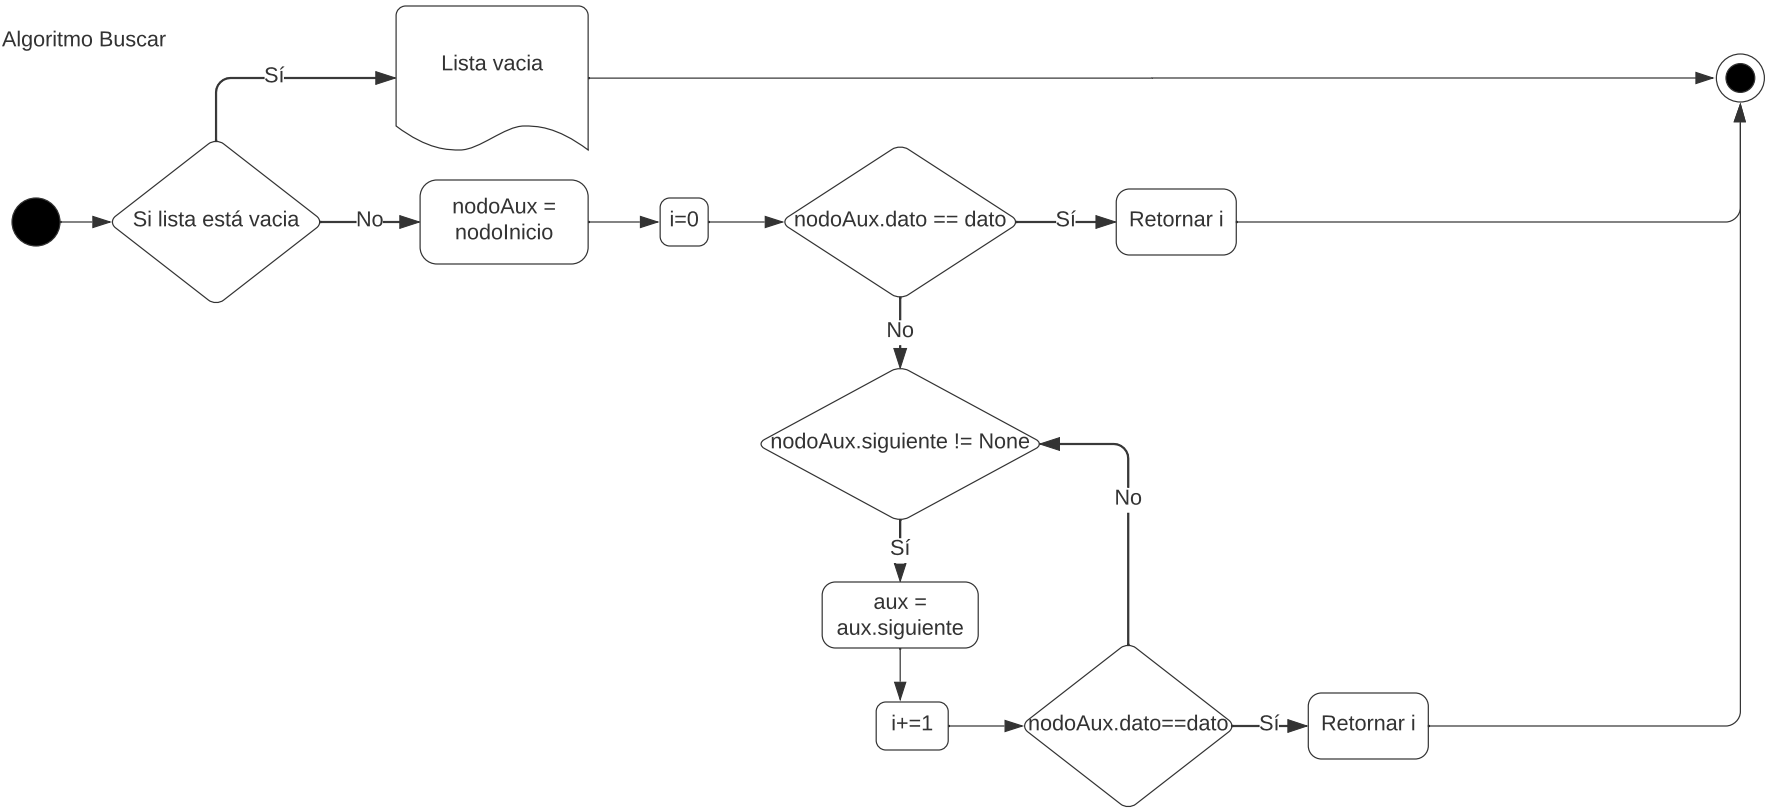 Algoritmo Buscar
Sí
Lista vacia
Si lista está vacia
No
nodoAux =
nodoInicio
i=0
nodoAux.dato == dato
Sí
Retornar i
No
nodoAux.siguiente != None
No
Sí
aux =
aux.siguiente
i+=1
nodoAux.dato==dato
Sí
Retornar i